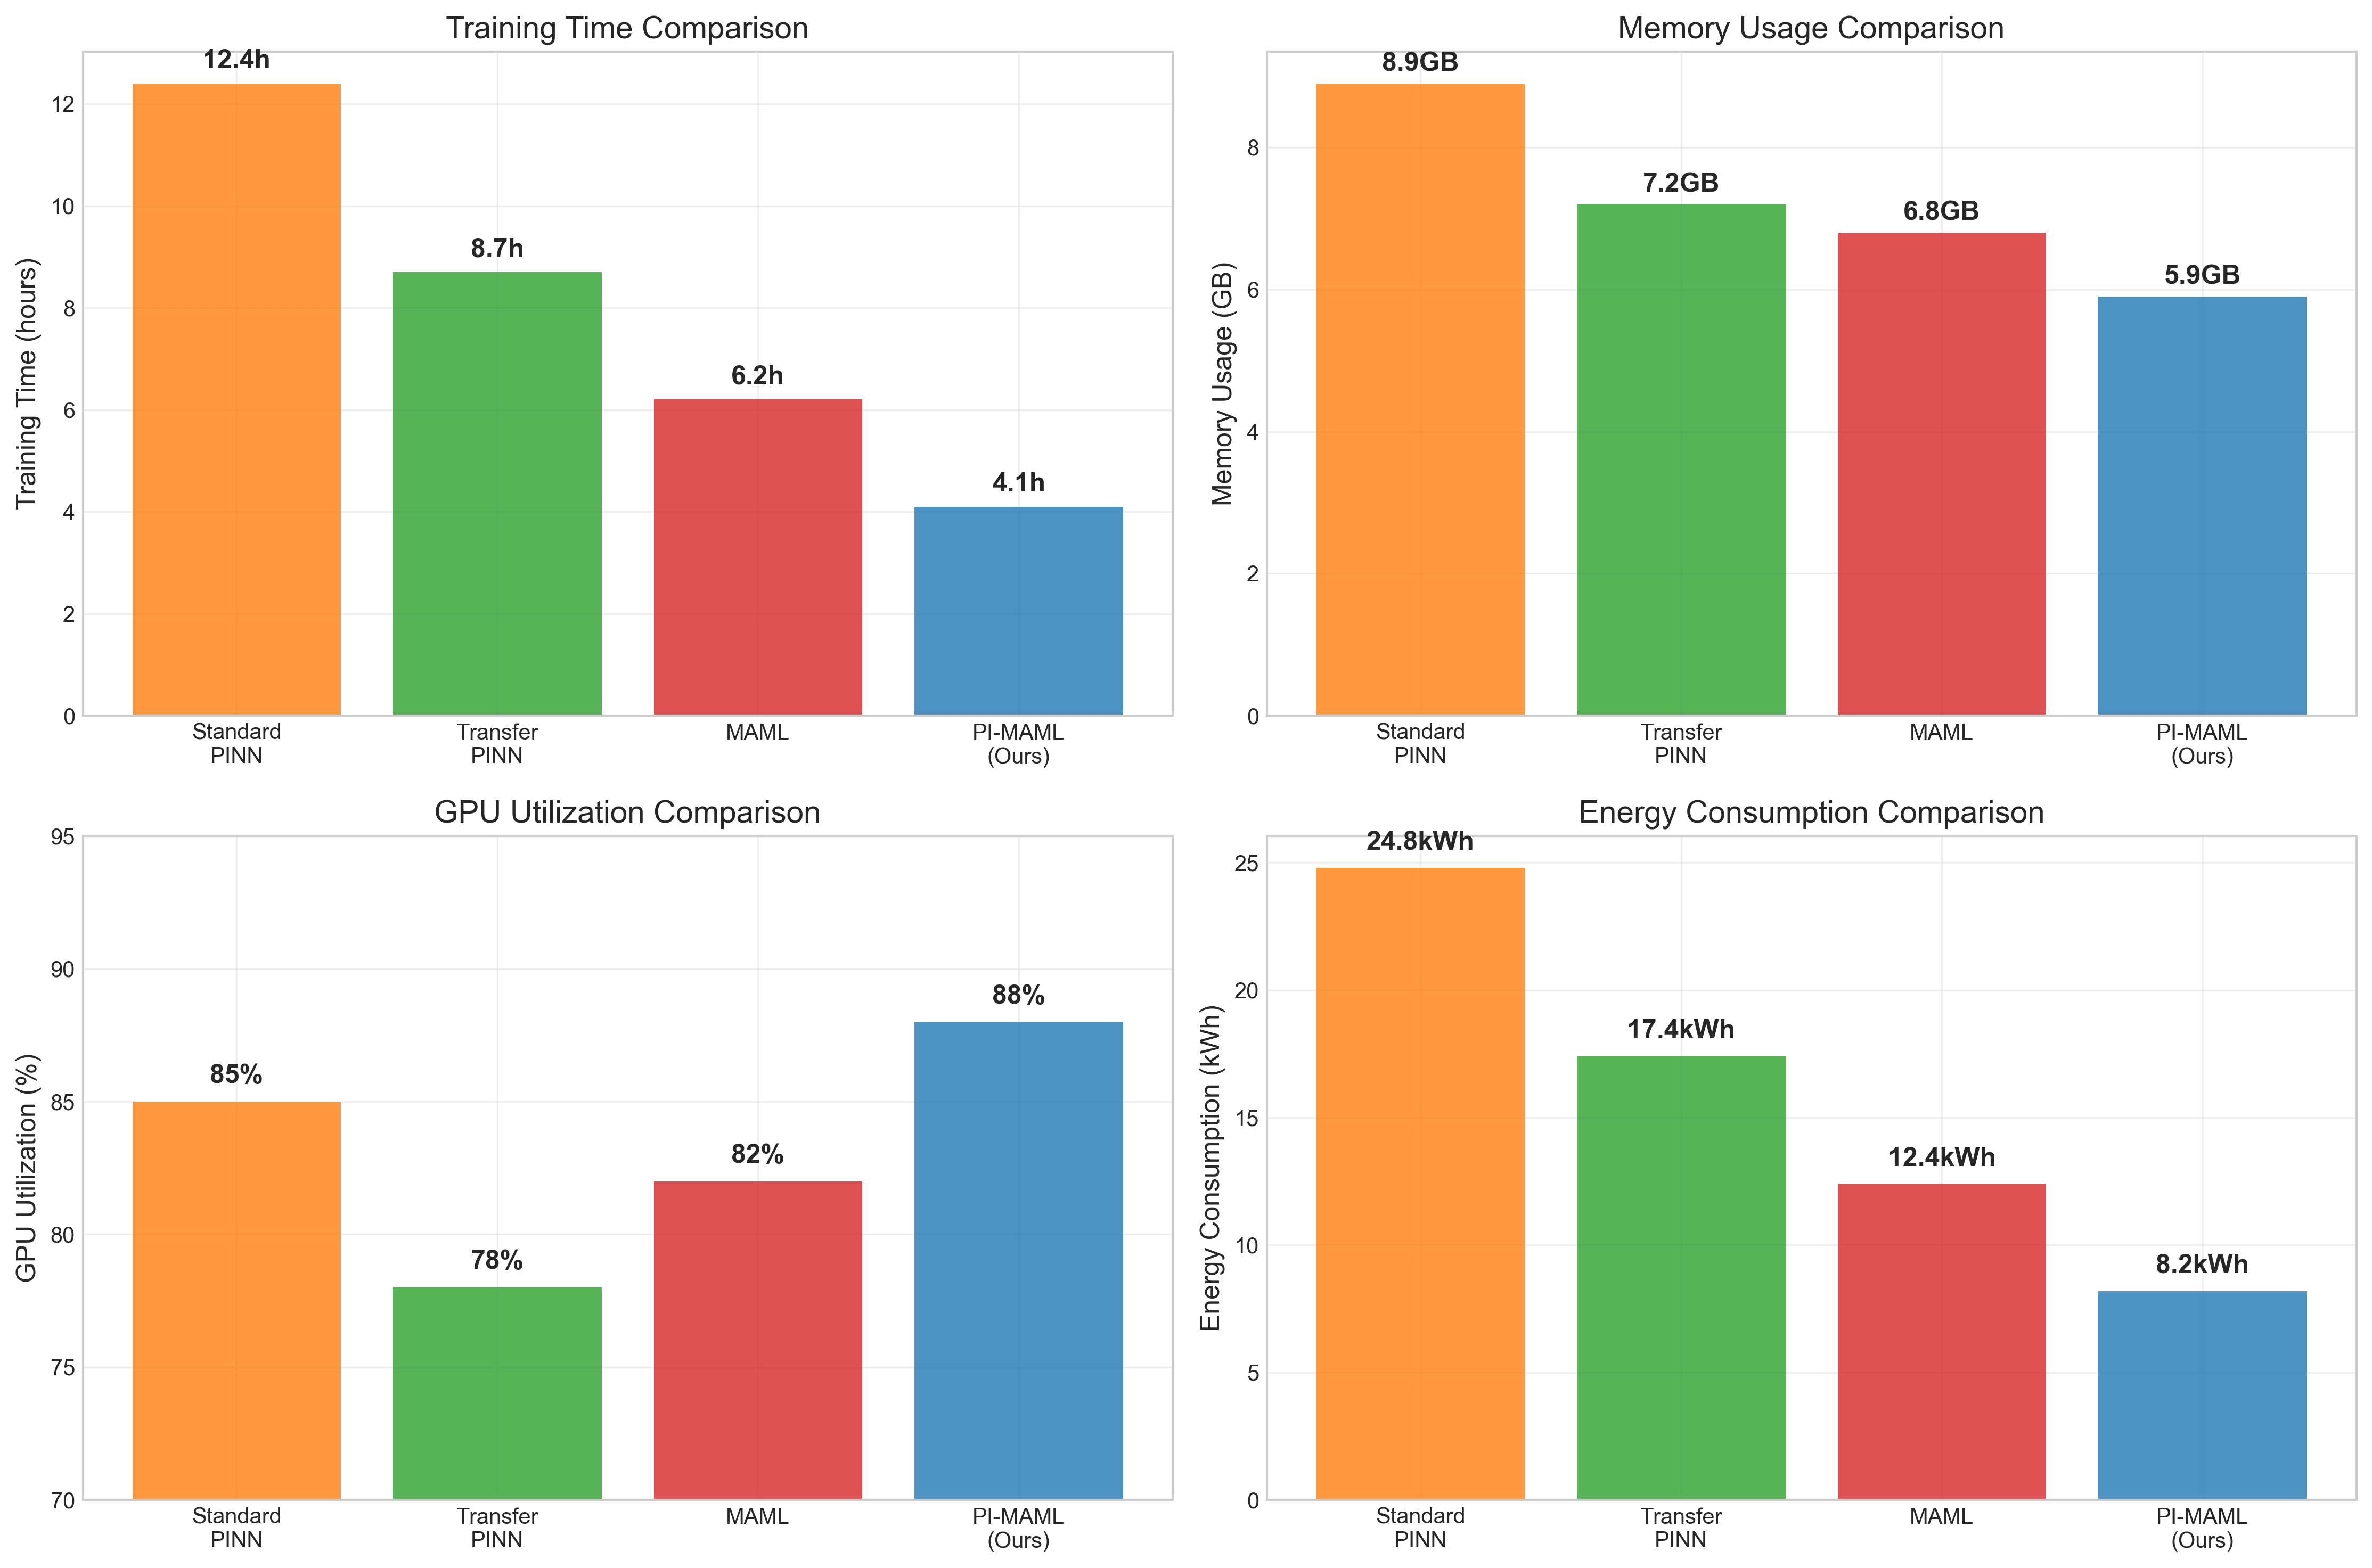 Training Time Comparison
Training Time (hours)
12
10
8
6
4
2
0
12.4h
8.7h
6.2h
4.1h
Standard
PINN
Transfer
PINN
MAML
PI-MAML
(Ours)
Memory Usage Comparison
Memory Usage (GB)
8
6
4
2
0
8.9GB
7.2GB
6.8GB
5.9GB
Standard
PINN
Transfer
PINN
MAML
PI-MAML
(Ours)
GPU Utilization Comparison
GPU Utilization (%)
95
90
85
80
75
70
85%
78%
82%
88%
Standard
PINN
Transfer
PINN
MAML
PI-MAML
(Ours)
Energy Consumption Comparison
Energy Consumption (kWh)
25
20
15
10
5
0
24.8kWh
17.4kWh
12.4kWh
8.2kWh
Standard
PINN
Transfer
PINN
MAML
PI-MAML
(Ours)